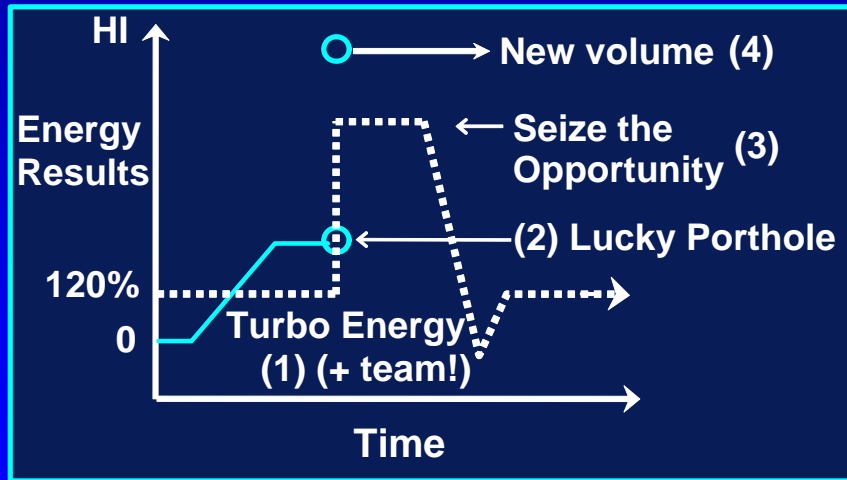 HI
New volume (4)
Energy
Results
Seize the
Opportunity (3)
(2) Lucky Porthole
120%
0
Turbo Energy
(1) (+ team!)
Time